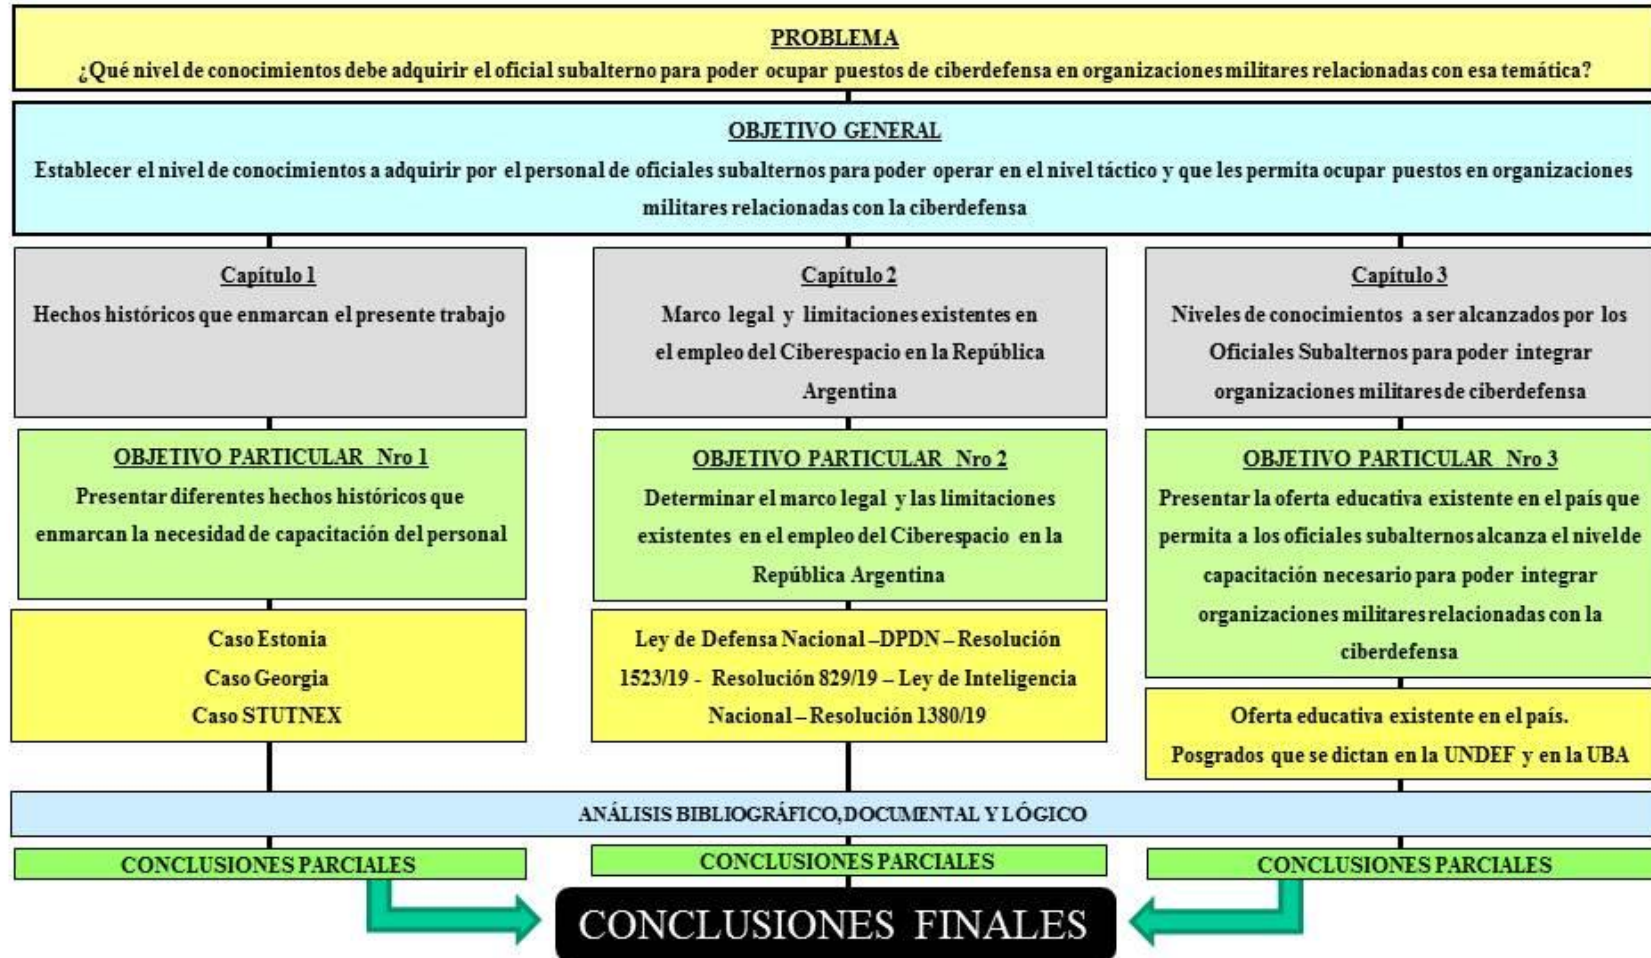 PROBLEMA
¿Qué nivel de conocimientos debe adquirir el oficial subalterno para poder ocupar puestos de ciberdefensa en organizaciones militares relacionadas con esa temática?
OBJETIVO GENERAL
Establecer el nivel de conocimientos a adquirir por el personal de oficiales subalternos para poder operar en el nivel táctico y que les permita ocupar puestos en organizaciones
militares relacionadas con la ciberdefensa
Capítulo 1
Hechos históricos que enmarcan el presente trabajo
Capítulo 2
Marco legal y limitaciones existentes en
el empleo del Ciberespacio en la República
Argentina
Capítulo 3
Niveles de conocimientos a ser alcanzados por los
Oficiales Subalternos para poder integrar
organizaciones militares de ciberdefensa
OBJETIVO PARTICULAR Nro 1
Presentar diferentes hechos históricos que
enmarcan la necesidad de capacitación del personal
OBJETIVO PARTICULAR Nro 2
Determinar el marco legal y las limitaciones
existentes en el empleo del Ciberespacio en la
República Argentina
OBJETIVO PARTICULAR Nro 3
Presentar la oferta educativa existente en el país que
permita a los oficiales subalternos alcanza el nivel de
capacitación necesario para poder integrar
organizaciones militares relacionadas con la
ciberdefensa
Caso Estonia
Caso Georgia
Caso STUTNEX
Ley de Defensa Nacional –DPDN – Resolución
1523/19 - Resolución 829/19 – Ley de Inteligencia
Nacional – Resolución 1380/19
Oferta educativa existente en el país.
Posgrados que se dictan en la UNDEF y en la UBA
ANÁLISIS BIBLIOGRÁFICO, DOCUMENTAL Y LÓGICO
CONCLUSIONES PARCIALES
CONCLUSIONES PARCIALES
CONCLUSIONES PARCIALES
CONCLUSIONES FINALES